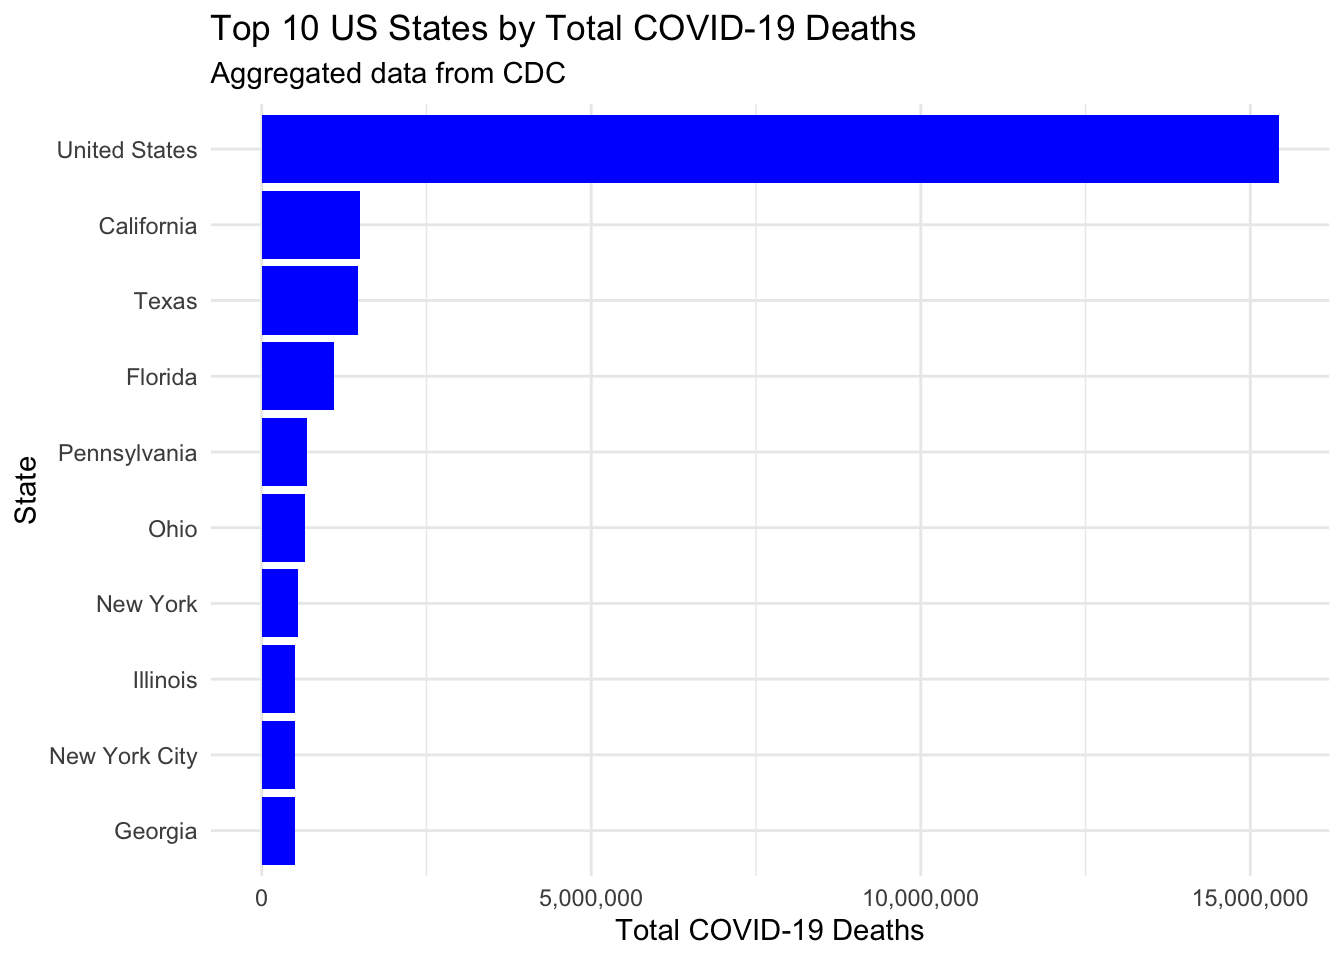 Top 10 US States by Total COVID-19 Deaths
Aggregated data from CDC
United States
California
Texas
Florida
Pennsylvania
Ohio
New York
Illinois
New York City
Georgia
State
0 5,000,000 10,000,000 15,000,000
Total COVID-19 Deaths